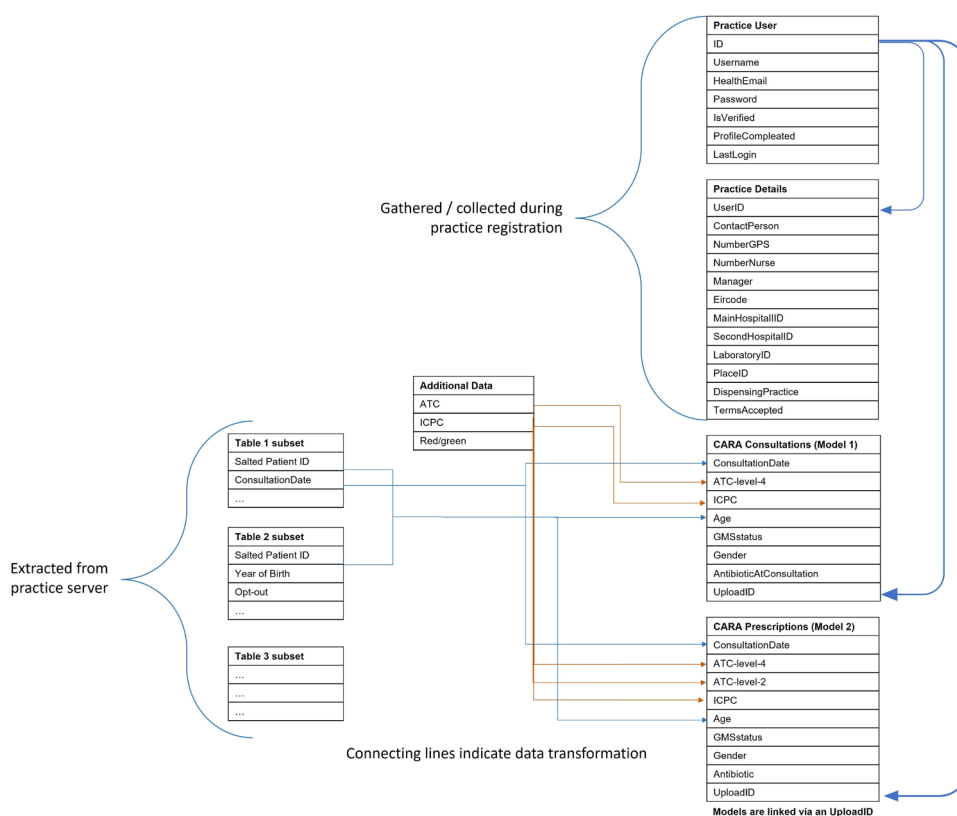 Practice User
ID
Username
HealthEmail
Password
IsVerified
ProfileCompleated
LastLogin
Practice Details
UserID
ContactPerson
NumberGPS
NumberNurse
Manager
Eircode
MainHospitalIID
SecondHospitalID
LaboratoryID
PlaceID
DispensingPractice
TermsAccepted
Gathered / collected during
practice registration
Additional Data
ATC
ICPC
Red/green
Table 1 subset
Salted Patient ID
ConsultationDate
...
Table 2 subset
Salted Patient ID
Year of Birth
Opt-out
...
Table 3 subset
...
...
...
Extracted from
practice server
CARA Consultations (Model 1)
ConsultationDate
ATC-level-4
ICPC
Age
GMSstatus
Gender
AntibioticAtConsultation
UploadID
CARA Prescriptions (Model 2)
ConsultationDate
ATC-level-4
ATC-level-2
ICPC
Age
GMSstatus
Gender
Antibiotic
UploadID
Connecting lines indicate data transformation
Models are linked via an UploadID